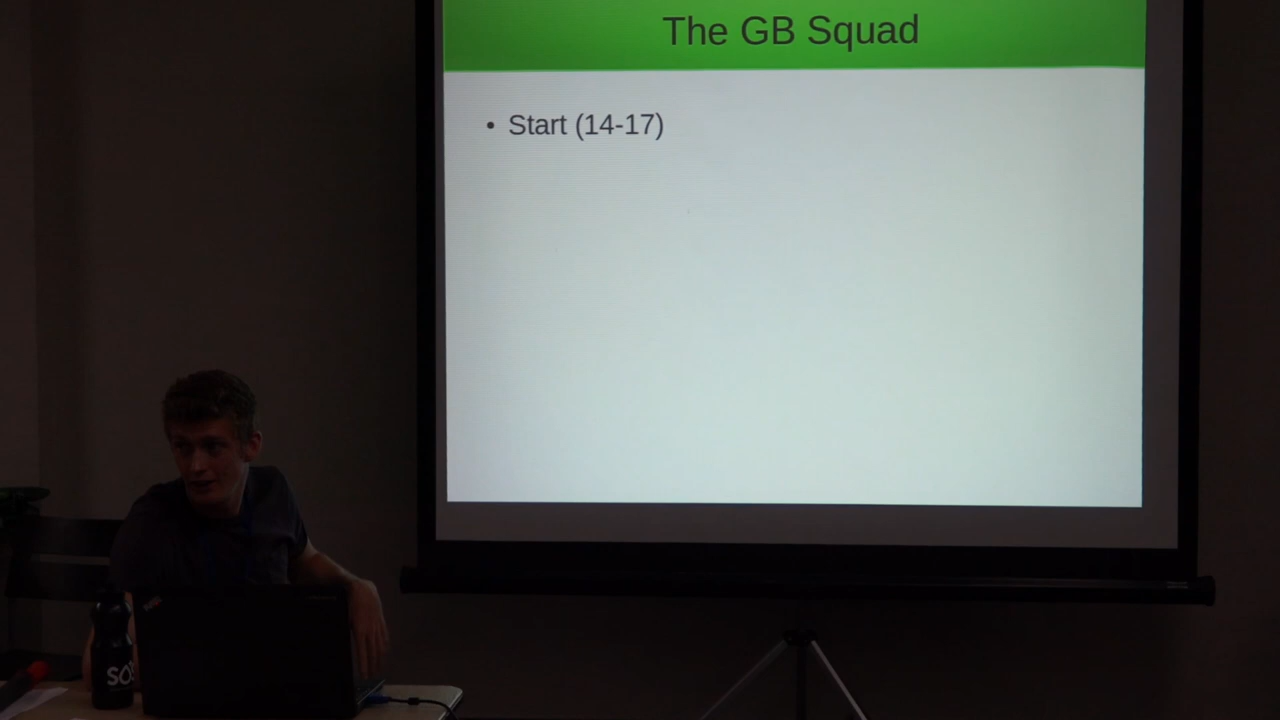 The GB Squad
• Start (14-17)